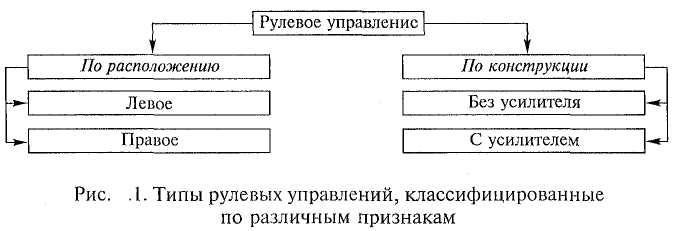 Рулевое управление
По расположению
По конструкции
Левое
Без усилителя
Правое
С усилителем
Рис. .1. Типы рулевых управлений, классифицированные
по различным признакам